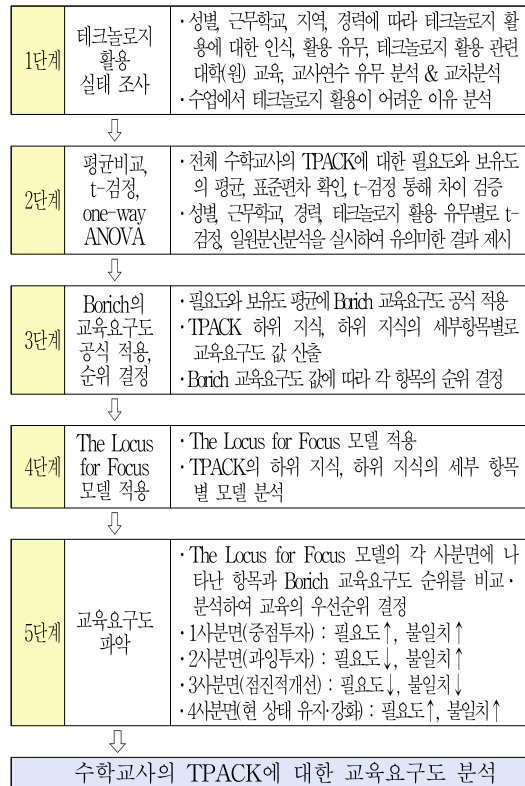 1단계
테크놀로지
활용
실태 조사
·성별, 근무학교, 지역, 경력에 따라 테크놀로지 활
용에 대한 인식, 활용 유무, 테크놀로지 활용 관련
대학(원) 교육, 교사연수 유무 분석 & 교차분석
·수업에서 테크놀로지 활용이 어려운 이유 분석
⇩
2단계
평균비교,
t-검정,
one-way
ANOVA
·전체 수학교사의 TPACK에 대한 필요도와 보유도
의 평균, 표준편차 확인, t-검정 통해 차이 검증
·성별, 근무학교, 경력, 테크놀로지 활용 유무별로 t-
검정, 일원분산분석을 실시하여 유의미한 결과 제시
⇩
3단계
Borich의
교육요구도
공식 적용,
순위 결정
·필요도와 보유도 평균에 Borich 교육요구도 공식 적용
·TPACK 하위 지식, 하위 지식의 세부항목별로
교육요구도 값 산출
·Borich 교육요구도 값에 따라 각 항목의 순위 결정
⇩
4단계
The Locus
for Focus
모델 적용
·The Locus for Focus 모델 적용
·TPACK의 하위 지식, 하위 지식의 세부 항목
별 모델 분석
⇩
5단계
교육요구도
파악
·The Locus for Focus 모델의 각 사분면에 나
타난 항목과 Borich 교육요구도 순위를 비교·
분석하여 교육의 우선순위 결정
·1사분면(중점투자) : 필요도↑, 불일치↑
·2사분면(과잉투자) : 필요도↓, 불일치↑
·3사분면(점진적개선) : 필요도↓, 불일치↓
·4사분면(현 상태 유지·강화) : 필요도↑, 불일치↑
⇩
수학교사의 TPACK에 대한 교육요구도 분석